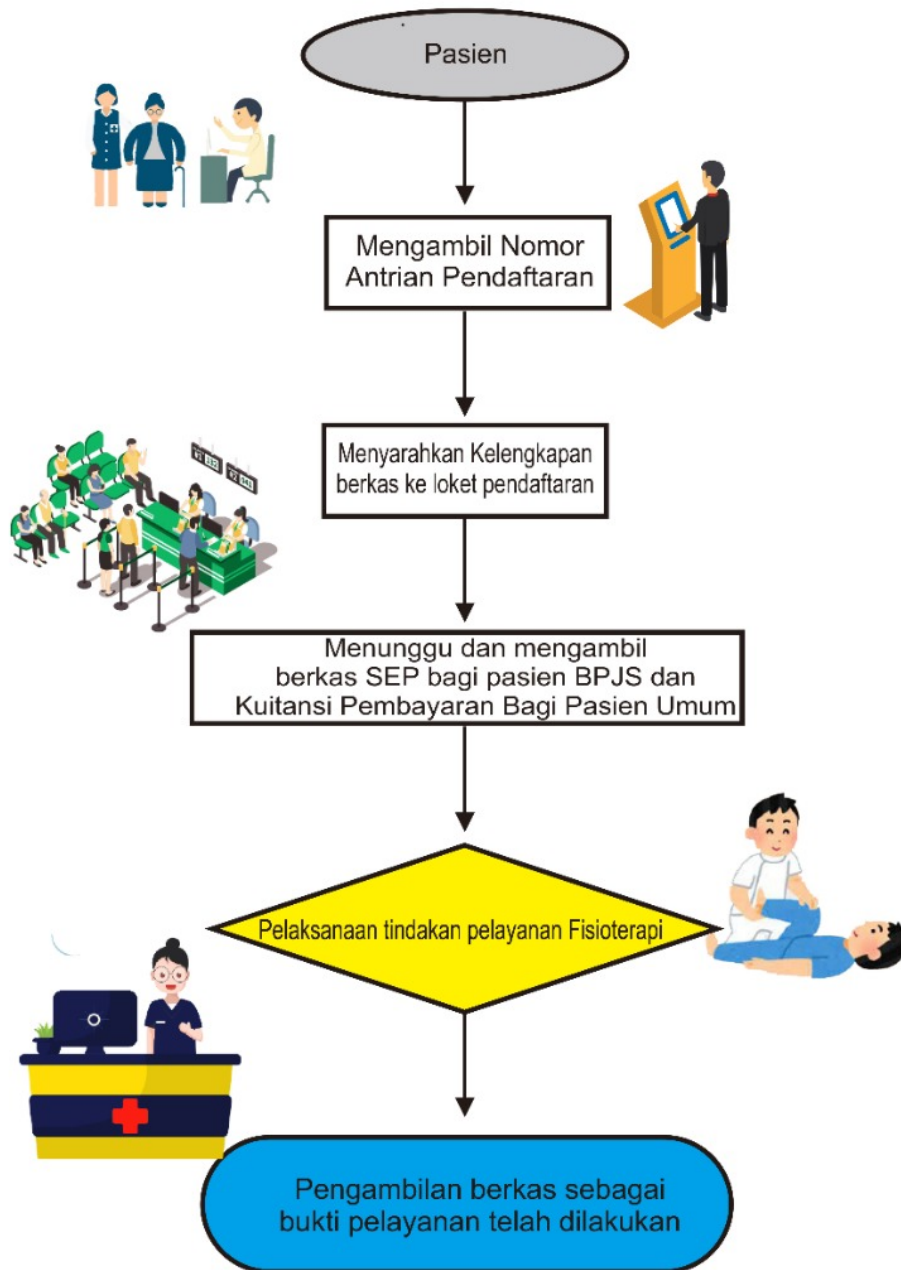 Pasien
Mengambil Nomor
Antrian Pendaftaran
Menyarahkan Kelengkapan
berkas ke loket pendaftaran
Menunggu dan mengambil
berkas SEP bagi pasien BPJS dan
Kuitansi Pembayaran Bagi Pasien Umum
Pelaksanaan tindakan pelayanan Fisioterapi
Pengambilan berkas sebagai
bukti pelayanan telah dilakukan